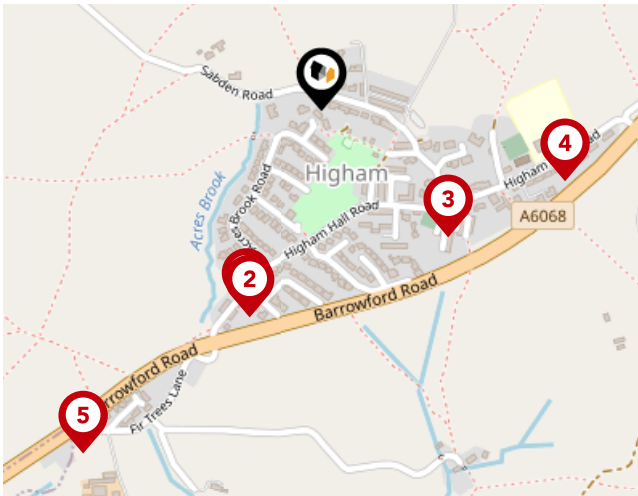 Sabden Road
4
Higham
Road
Higham
Acres Brook
Acres Brook Road
3
Higham Hall Road
A6068
2
Barrowford Road
Barrowford Road
5
Fir Trees Lane